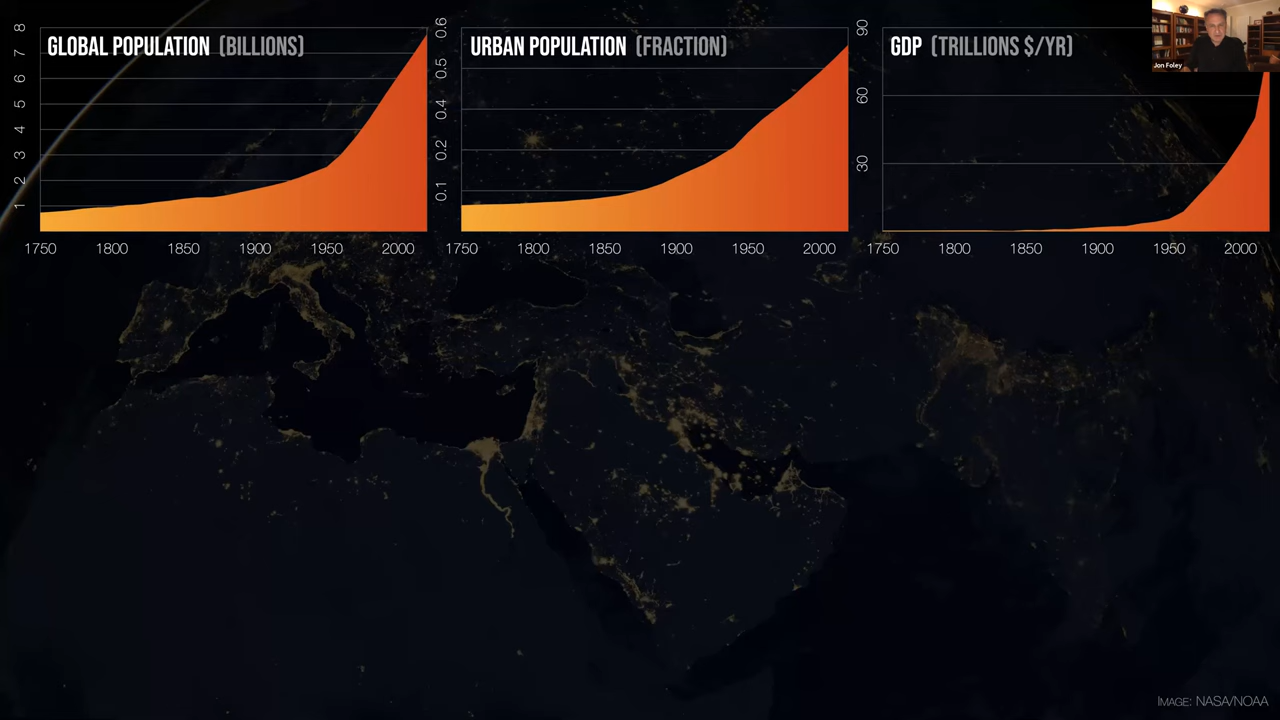 GLOBAL POPULATION (BILLIONS)
8
7
6
5
4
3
2
1
1750 1800 1850 1900 1950 2000
URBAN POPULATION (FRACTION)
0.6
0.5
0.4
0.2
0.1
1750 1800 1850 1900 1950 2000
GDP (TRILLIONS $/YR)
90
60
30
1750 1800 1850 1900 1950 2000
Jon Foley
IMAGE: NASA/NOAA